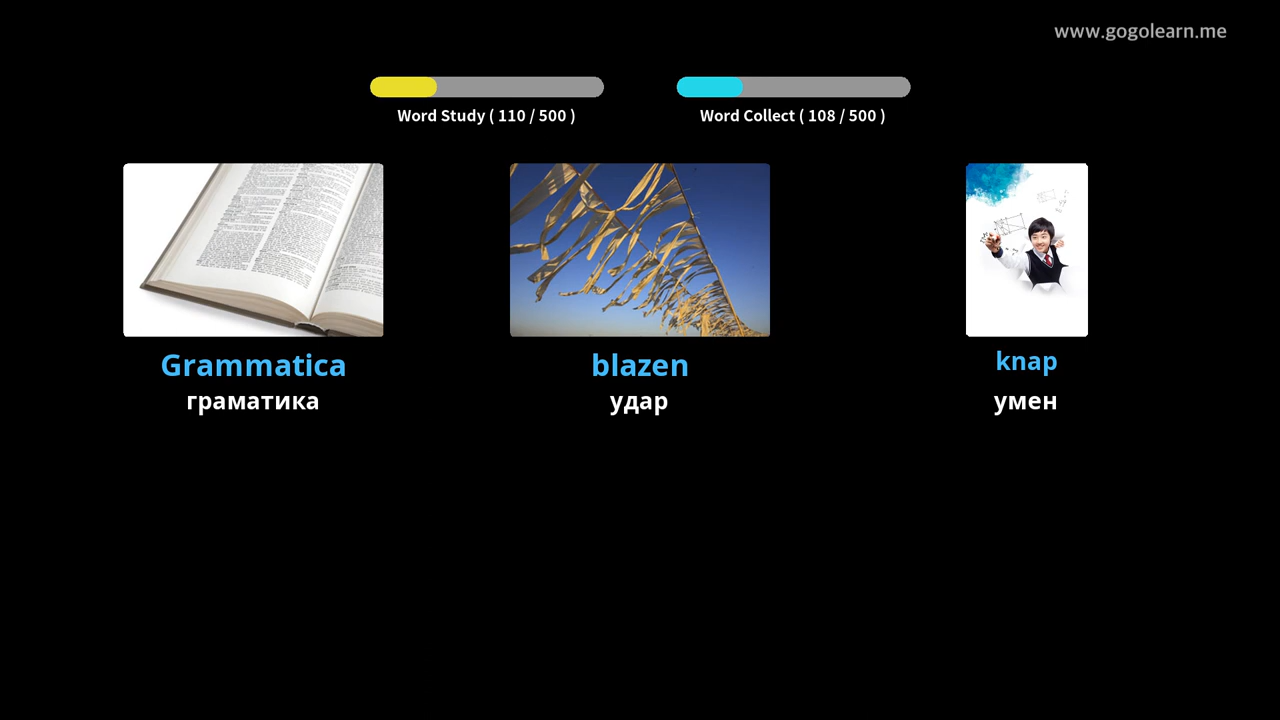 www.gogolearn.me
Word Study ( 110 / 500 )
Word Collect ( 108 / 500 )
Grammatica
граматика
blazen
удар
knap
умен